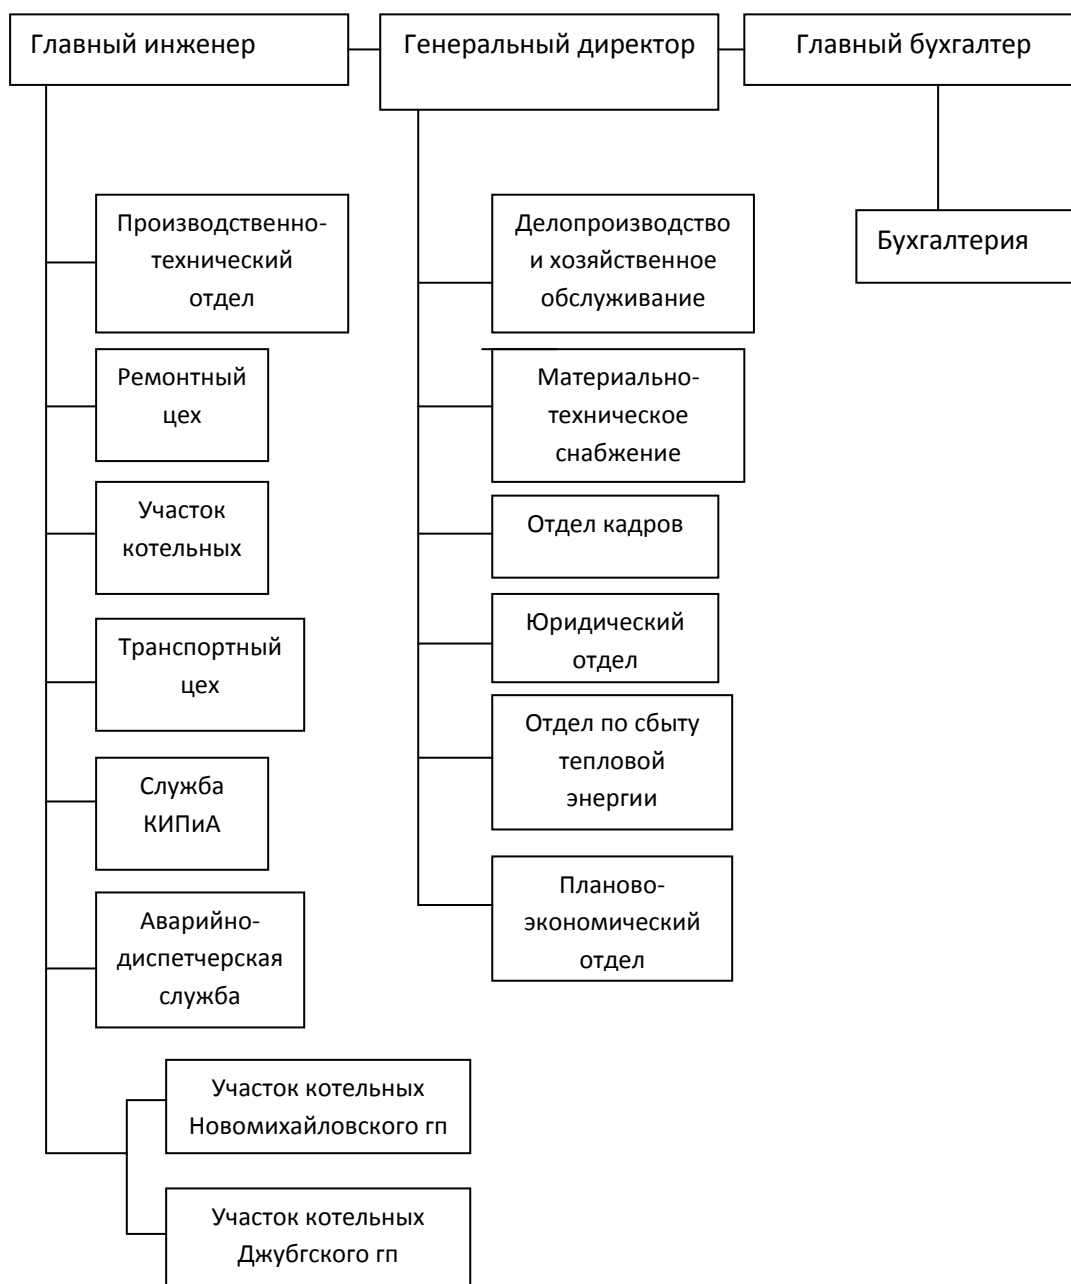 Главный инженер
Генеральный директор
Главный бухгалтер
Производственно-
технический
отдел
Ремонтный
цех
Участок
котельных
Транспортный
цех
Служба
КИПиА
Аварийно-
диспетчерская
служба
Участок котельных
Новомихайловского гп
Участок котельных
Джубгского гп
Делопроизводство
и хозяйственное
обслуживание
Материально-
техническое
снабжение
Отдел кадров
Юридический
отдел
Отдел по сбыту
тепловой
энергии
Планово-
экономический
отдел
Бухгалтерия